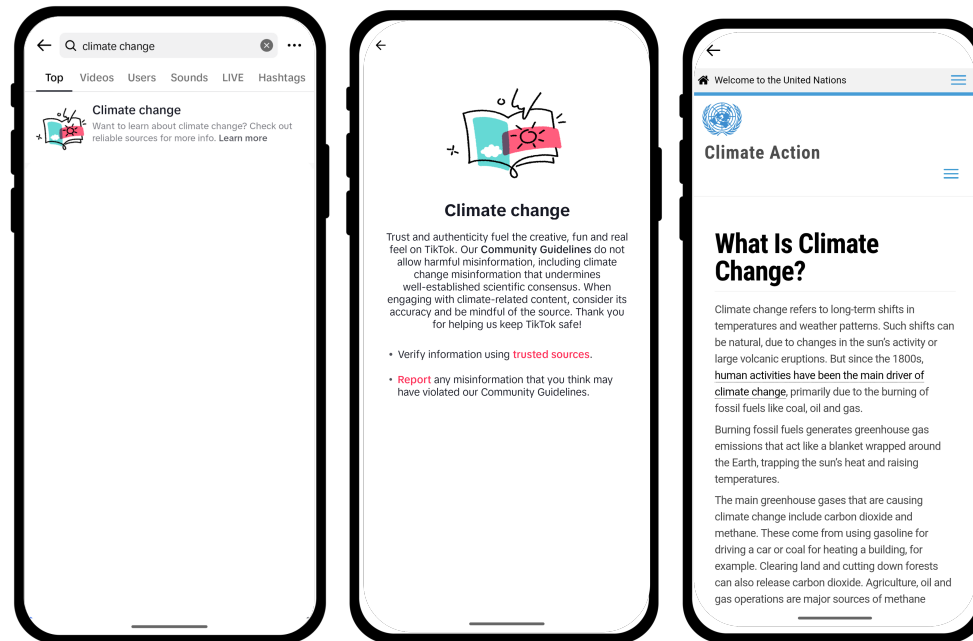 climate change
Top Videos Users Sounds LIVE Hashtags
Climate change
Want to learn about climate change? Check out
reliable sources for more info. Learn more
Climate change
Trust and authenticity fuel the creative, fun and real
feel on TikTok. Our Community Guidelines do not
allow harmful misinformation, including climate
change misinformation that undermines
well-established scientific consensus. When
engaging with climate-related content, consider its
accuracy and be mindful of the source. Thank you
for helping us keep TikTok safe!
• Verify information using trusted sources.
• Report any misinformation that you think may
have violated our Community Guidelines.
Welcome to the United Nations
Climate Action
What Is Climate
Change?
Climate change refers to long-term shifts in
temperatures and weather patterns. Such shifts can
be natural, due to changes in the sun's activity or
large volcanic eruptions. But since the 1800s,
human activities have been the main driver of
climate change, primarily due to the burning of
fossil fuels like coal, oil and gas.
Burning fossil fuels generates greenhouse gas
emissions that act like a blanket wrapped around
the Earth, trapping the sun's heat and raising
temperatures.
The main greenhouse gases that are causing
climate change include carbon dioxide and
methane. These come from using gasoline for
driving a car or coal for heating a building, for
example. Clearing land and cutting down forests
can also release carbon dioxide. Agriculture, oil and
gas operations are major sources of methane